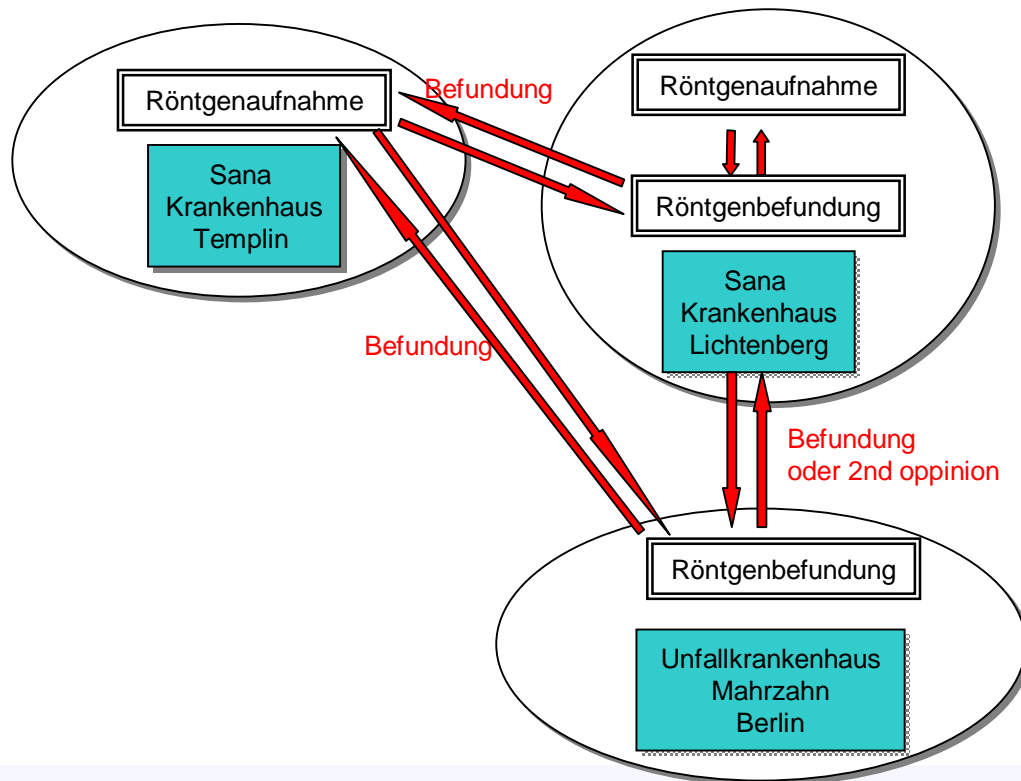 Röntgenaufnahme
Sana
Krankenhaus
Templin
Befundung
Röntgenaufnahme
Röntgenbefundung
Sana
Krankenhaus
Lichtenberg
Befundung
Befundung
oder 2nd oppinion
Röntgenbefundung
Unfallkrankenhaus
Mahrzahn
Berlin